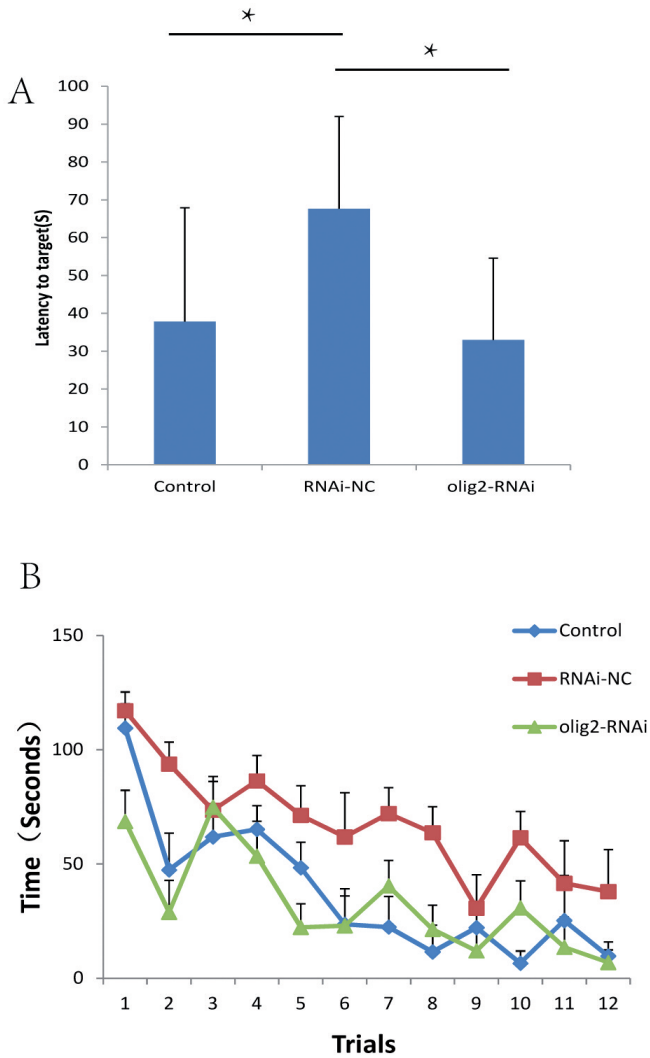 *
*
A
Latency to target(S)
100
90
80
70
60
50
40
30
20
10
0
Control RNAi-NC olig2-RNAi
B
Time (Seconds)
150
100
50
0
Control
RNAi-NC
olig2-RNAi
1 2 3 4 5 6 7 8 9 10 11 12
Trials